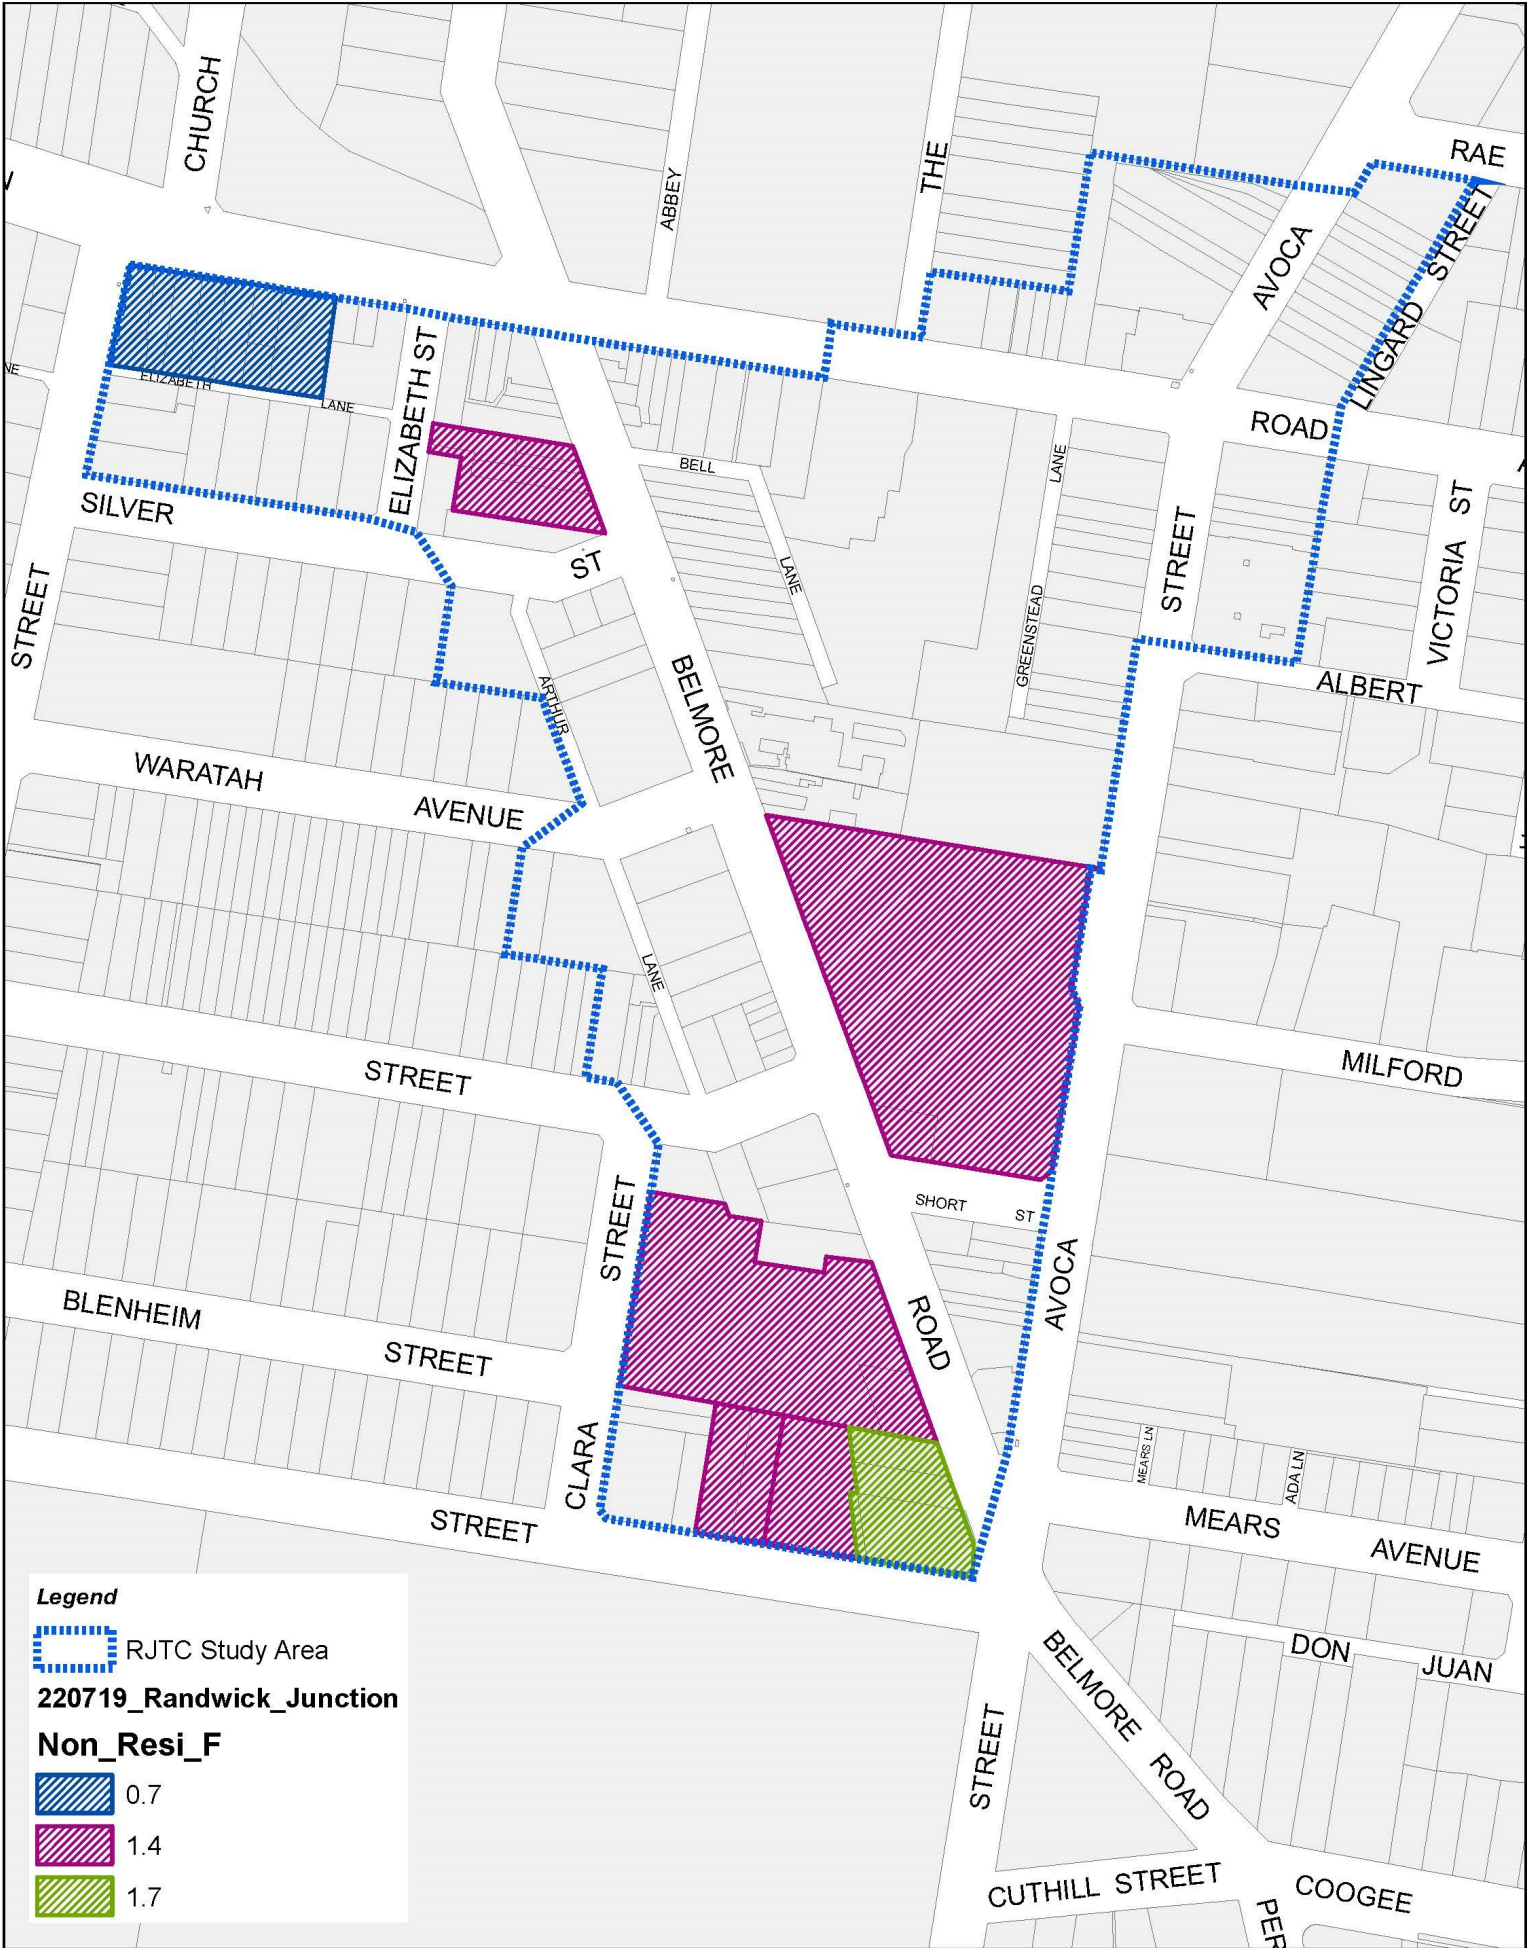 CHURCH
ABBEY
THE
RAE
AVOCA
LINGARD STREET
ELIZABETH ST
ELIZABETH
LANE
ROAD
BELL
LANE
LANE
GREENSTEAD
STREET
VICTORIA ST
SILVER
ST
STREET
ALBERT
ARTHUR
BELMORE
WARATAH
AVENUE
LANE
STREET
MILFORD
STREET
SHORT ST
AVOCA
ROAD
BLENHEIM
STREET
CLARA
STREET
MEARS LN
ADA LN
MEARS
AVENUE
DON
JUAN
BELMORE ROAD
STREET
CUTHILL STREET
COOGEE
PER
Legend
RJTC Study Area
220719_Randwick_Junction
Non_Resi_F
0.7
1.4
1.7